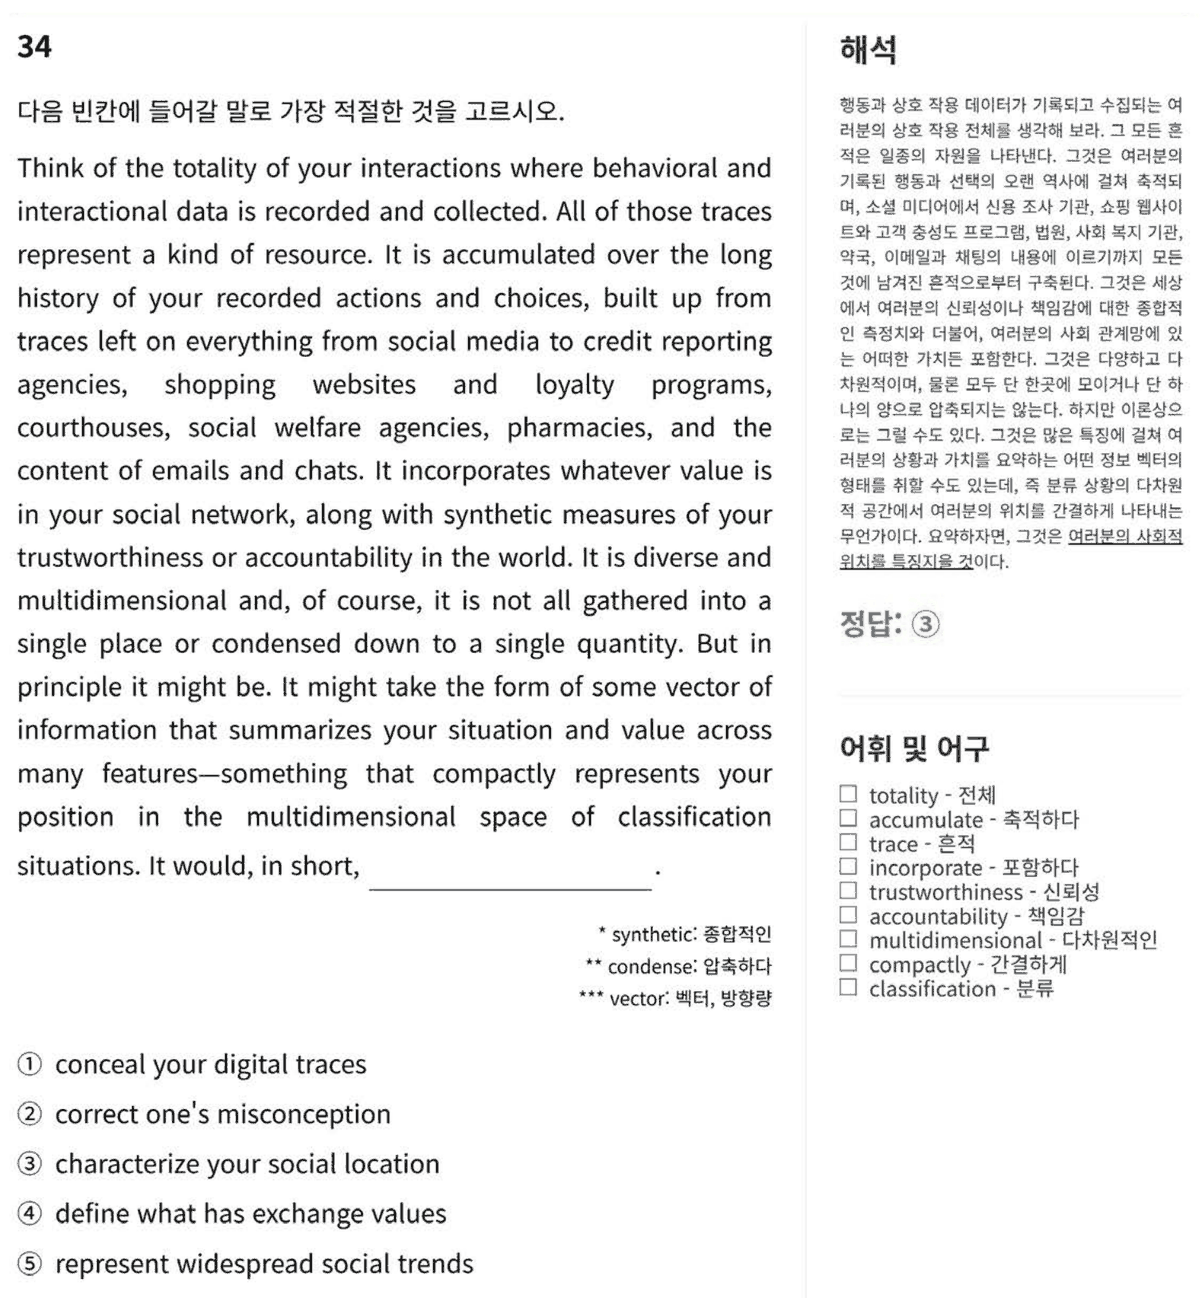 34
다음 빈칸에 들어갈 말로 가장 적절한 것을 고르시오.
Think of the totality of your interactions where behavioral and
interactional data is recorded and collected. All of those traces
represent a kind of resource. It is accumulated over the long
history of your recorded actions and choices, built up from
traces left on everything from social media to credit reporting
agencies, shopping websites and loyalty programs,
courthouses, social welfare agencies, pharmacies, and the
content of emails and chats. It incorporates whatever value is
in your social network, along with synthetic measures of your
trustworthiness or accountability in the world. It is diverse and
multidimensional and, of course, it is not all gathered into a
single place or condensed down to a single quantity. But in
principle it might be. It might take the form of some vector of
information that summarizes your situation and value across
many features—something that compactly represents your
position in the multidimensional space of classification
situations. It would, in short, ____________________.
* synthetic: 종합적인
** condense: 압축하다
*** vector: 벡터, 방향량
① conceal your digital traces
② correct one's misconception
③ characterize your social location
④ define what has exchange values
⑤ represent widespread social trends
해석
행동과 상호 작용 데이터가 기록되고 수집되는 여
러분의 상호 작용 전체를 생각해 보라. 그 모든 흔
적은 일종의 자원을 나타낸다. 그것은 여러분의
기록된 행동과 선택의 오랜 역사에 걸쳐 축적되
며, 소셜 미디어에서 신용 조사 기관, 쇼핑 웹사이
트와 고객 충성도 프로그램, 법원, 사회 복지 기관,
약국, 이메일과 채팅의 내용에 이르기까지 모든
것에 남겨진 흔적으로부터 구축된다. 그것은 세상
에서 여러분의 신뢰성이나 책임감에 대한 종합적
인 측정치와 더불어, 여러분의 사회 관계망에 있
는 어떠한 가치든 포함한다. 그것은 다양하고 다
차원적이며, 물론 모두 단 한곳에 모이거나 단 하
나의 양으로 압축되지는 않는다. 하지만 이론상으
로는 그럴 수도 있다. 그것은 많은 특징에 걸쳐 여
러분의 상황과 가치를 요약하는 어떤 정보 벡터의
형태를 취할 수도 있는데, 즉 분류 상황의 다차원
적 공간에서 여러분의 위치를 간결하게 나타내는
무언가이다. 요약하자면, 그것은 여러분의 사회적
위치를 특징지을 것이다.
정답: ③
어휘 및 어구
□ totality - 전체
□ accumulate - 축적하다
□ trace - 흔적
□ incorporate - 포함하다
□ trustworthiness - 신뢰성
□ accountability - 책임감
□ multidimensional - 다차원적인
□ compactly - 간결하게
□ classification - 분류